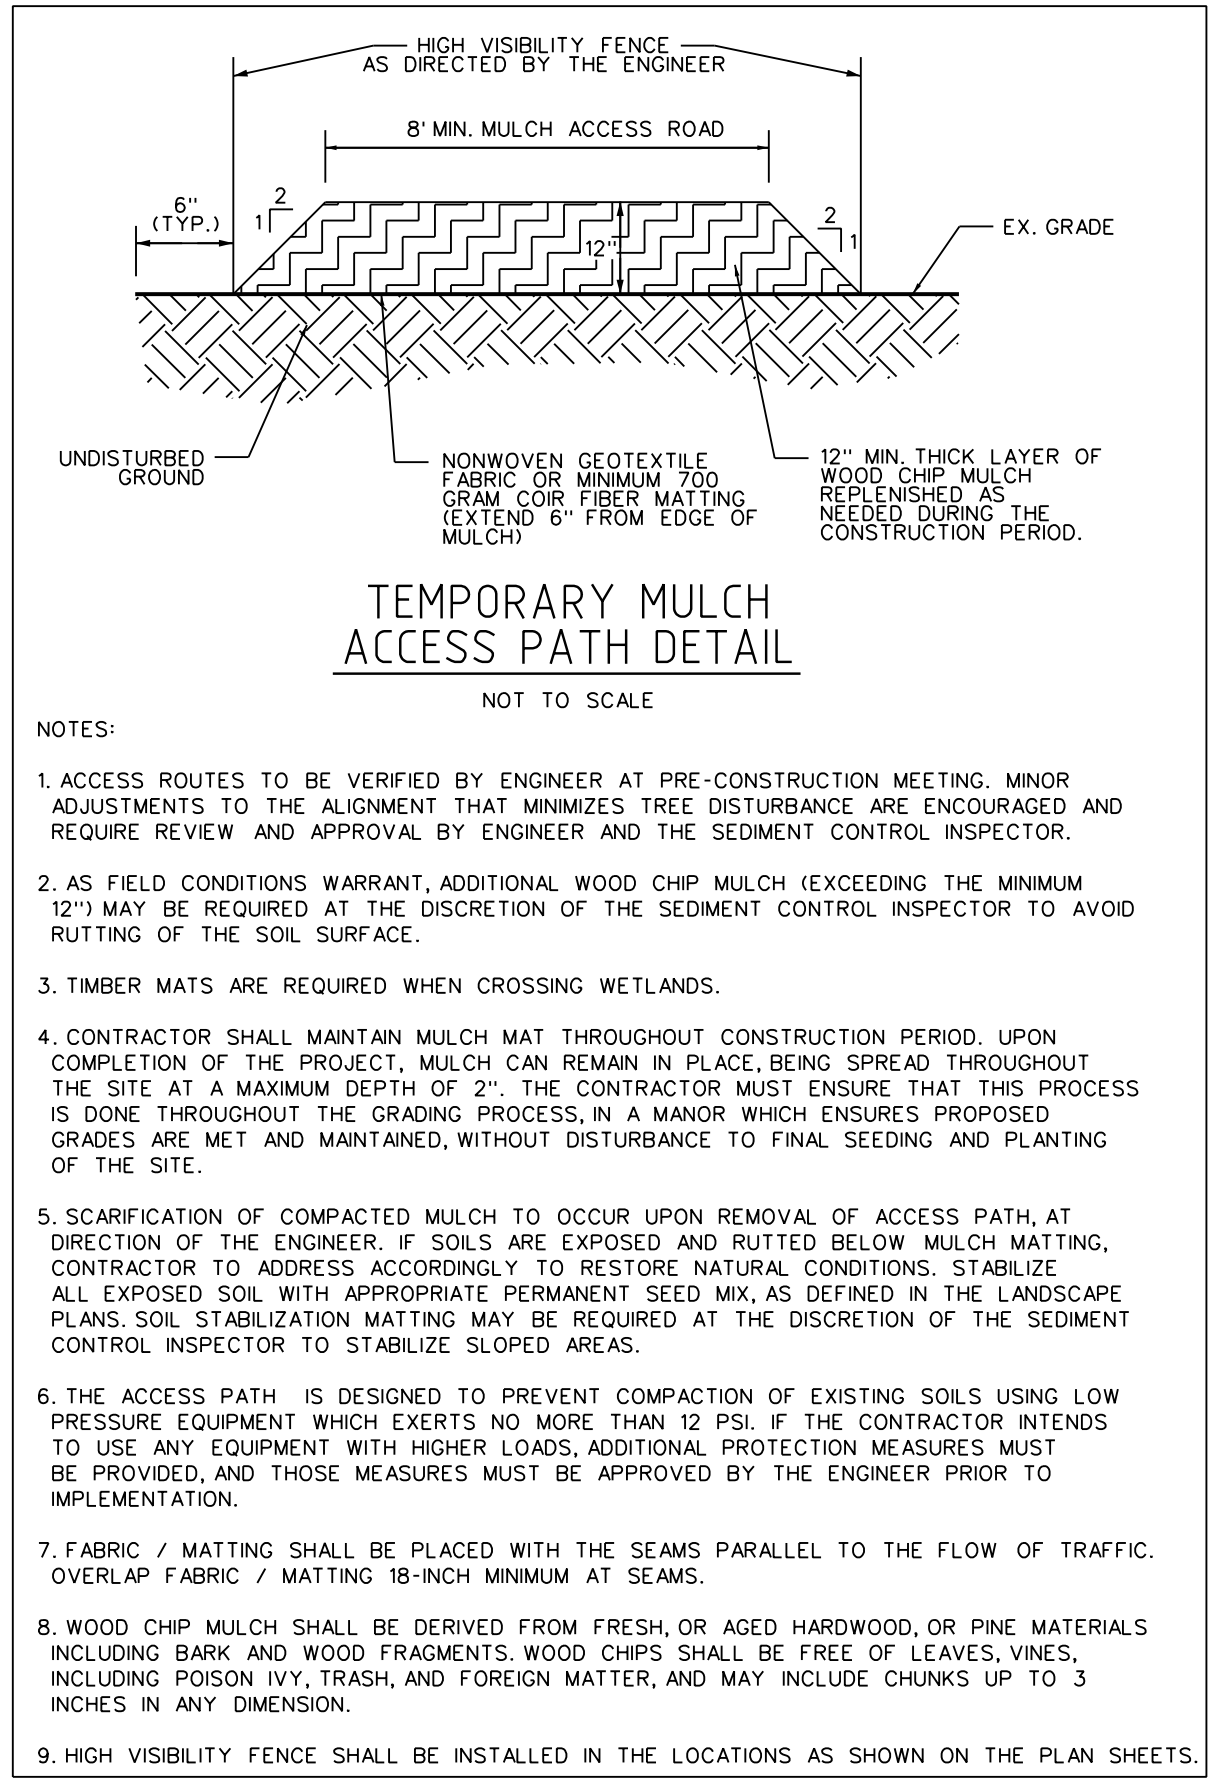 HIGH VISIBILITY FENCE
AS DIRECTED BY THE ENGINEER
8' MIN. MULCH ACCESS ROAD
6"
(TYP.)
2
1
12"
2
1
EX. GRADE
UNDISTURBED
GROUND
NONWOVEN GEOTEXTILE
FABRIC OR MINIMUM 700
GRAM COIR FIBER MATTING
(EXTEND 6" FROM EDGE OF
MULCH)
12" MIN. THICK LAYER OF
WOOD CHIP MULCH
REPLENISHED AS
NEEDED DURING THE
CONSTRUCTION PERIOD.
TEMPORARY MULCH
ACCESS PATH DETAIL
NOT TO SCALE
NOTES:
1. ACCESS ROUTES TO BE VERIFIED BY ENGINEER AT PRE-CONSTRUCTION MEETING. MINOR
ADJUSTMENTS TO THE ALIGNMENT THAT MINIMIZES TREE DISTURBANCE ARE ENCOURAGED AND
REQUIRE REVIEW AND APPROVAL BY ENGINEER AND THE SEDIMENT CONTROL INSPECTOR.
2. AS FIELD CONDITIONS WARRANT, ADDITIONAL WOOD CHIP MULCH (EXCEEDING THE MINIMUM
12") MAY BE REQUIRED AT THE DISCRETION OF THE SEDIMENT CONTROL INSPECTOR TO AVOID
RUTTING OF THE SOIL SURFACE.
3. TIMBER MATS ARE REQUIRED WHEN CROSSING WETLANDS.
4. CONTRACTOR SHALL MAINTAIN MULCH MAT THROUGHOUT CONSTRUCTION PERIOD. UPON
COMPLETION OF THE PROJECT, MULCH CAN REMAIN IN PLACE, BEING SPREAD THROUGHOUT
THE SITE AT A MAXIMUM DEPTH OF 2". THE CONTRACTOR MUST ENSURE THAT THIS PROCESS
IS DONE THROUGHOUT THE GRADING PROCESS, IN A MANOR WHICH ENSURES PROPOSED
GRADES ARE MET AND MAINTAINED, WITHOUT DISTURBANCE TO FINAL SEEDING AND PLANTING
OF THE SITE.
5. SCARIFICATION OF COMPACTED MULCH TO OCCUR UPON REMOVAL OF ACCESS PATH, AT
DIRECTION OF THE ENGINEER. IF SOILS ARE EXPOSED AND RUTTED BELOW MULCH MATTING,
CONTRACTOR TO ADDRESS ACCORDINGLY TO RESTORE NATURAL CONDITIONS. STABILIZE
ALL EXPOSED SOIL WITH APPROPRIATE PERMANENT SEED MIX, AS DEFINED IN THE LANDSCAPE
PLANS. SOIL STABILIZATION MATTING MAY BE REQUIRED AT THE DISCRETION OF THE SEDIMENT
CONTROL INSPECTOR TO STABILIZE SLOPED AREAS.
6. THE ACCESS PATH IS DESIGNED TO PREVENT COMPACTION OF EXISTING SOILS USING LOW
PRESSURE EQUIPMENT WHICH EXERTS NO MORE THAN 12 PSI. IF THE CONTRACTOR INTENDS
TO USE ANY EQUIPMENT WITH HIGHER LOADS, ADDITIONAL PROTECTION MEASURES MUST
BE PROVIDED, AND THOSE MEASURES MUST BE APPROVED BY THE ENGINEER PRIOR TO
IMPLEMENTATION.
7. FABRIC / MATTING SHALL BE PLACED WITH THE SEAMS PARALLEL TO THE FLOW OF TRAFFIC.
OVERLAP FABRIC / MATTING 18-INCH MINIMUM AT SEAMS.
8. WOOD CHIP MULCH SHALL BE DERIVED FROM FRESH, OR AGED HARDWOOD, OR PINE MATERIALS
INCLUDING BARK AND WOOD FRAGMENTS. WOOD CHIPS SHALL BE FREE OF LEAVES, VINES,
INCLUDING POISON IVY, TRASH, AND FOREIGN MATTER, AND MAY INCLUDE CHUNKS UP TO 3
INCHES IN ANY DIMENSION.
9. HIGH VISIBILITY FENCE SHALL BE INSTALLED IN THE LOCATIONS AS SHOWN ON THE PLAN SHEETS.